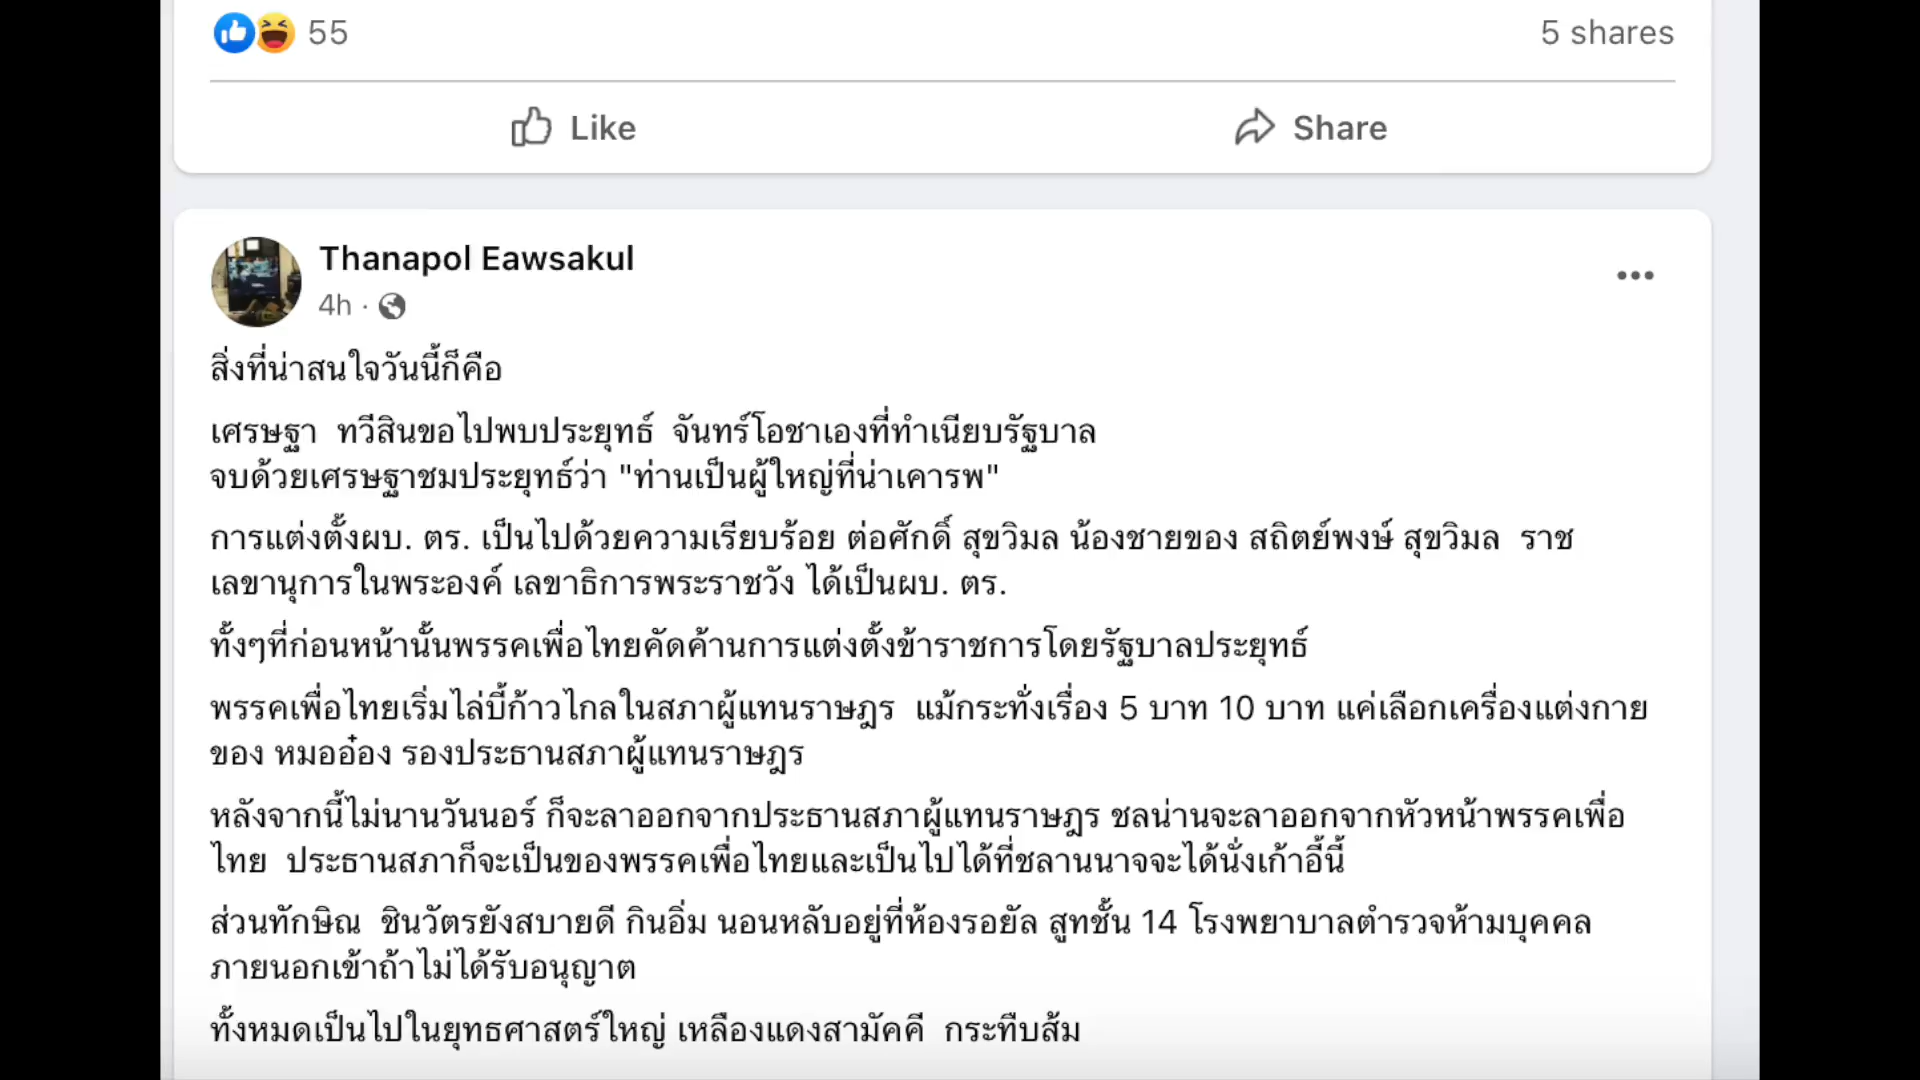 55
5 shares
Like
Share
Thanapol Eawsakul
4h ·
สิ่งที่น่าสนใจวันนี้ก็คือ
เศรษฐา ทวีสินขอไปพบประยุทธ์ จันทร์โอชาเองที่ทำเนียบรัฐบาล
จบด้วยเศรษฐาชมประยุทธ์ว่า "ท่านเป็นผู้ใหญ่ที่น่าเคารพ"
การแต่งตั้งผบ. ตร. เป็นไปด้วยความเรียบร้อย ต่อศักดิ์ สุขวิมล น้องชายของ สถิตย์พงษ์ สุขวิมล ราช
เลขานุการในพระองค์ เลขาธิการพระราชวัง ได้เป็นผบ. ตร.
ทั้งๆที่ก่อนหน้านั้นพรรคเพื่อไทยคัดค้านการแต่งตั้งข้าราชการโดยรัฐบาลประยุทธ์
พรรคเพื่อไทยเริ่มไล่บี้ก้าวไกลในสภาผู้แทนราษฎร แม้กระทั่งเรื่อง 5 บาท 10 บาท แค่เลือกเครื่องแต่งกาย
ของ หมออ๋อง รองประธานสภาผู้แทนราษฎร
หลังจากนี้ไม่นานวันนอร์ ก็จะลาออกจากประธานสภาผู้แทนราษฎร ชลน่านจะลาออกจากหัวหน้าพรรคเพื่อ
ไทย ประธานสภาก็จะเป็นของพรรคเพื่อไทยและเป็นไปได้ที่ชลานนาจจะได้นั่งเก้าอี้นี้
ส่วนทักษิณ ชินวัตรยังสบายดี กินอิ่ม นอนหลับอยู่ที่ห้องรอยัล สูทชั้น 14 โรงพยาบาลตำรวจห้ามบุคคล
ภายนอกเข้าถ้าไม่ได้รับอนุญาต
ทั้งหมดเป็นไปในยุทธศาสตร์ใหญ่ เหลืองแดงสามัคคี กระทืบส้ม